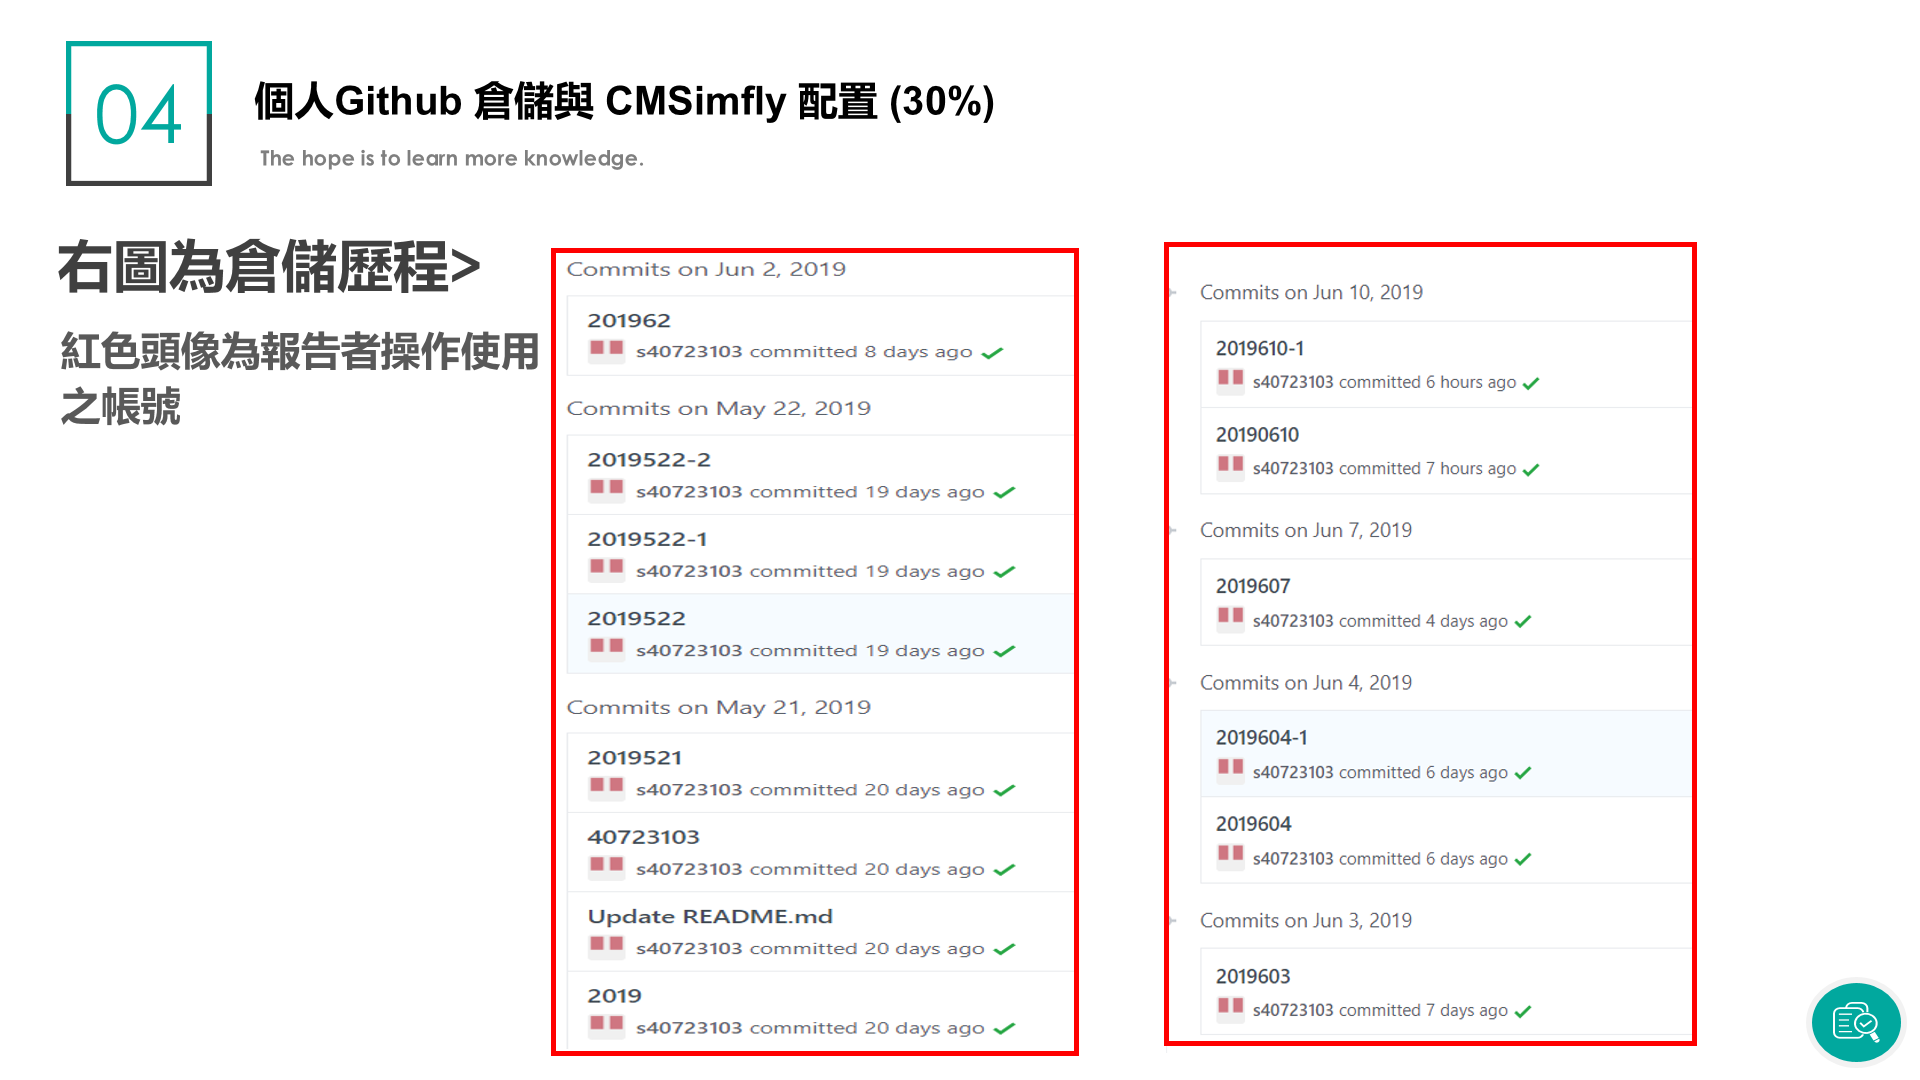 04
個人Github 倉儲與 CMSimfly 配置 (30%)
The hope is to learn more knowledge.
右圖為倉儲歷程>
紅色頭像為報告者操作使用
之帳號
Commits on Jun 2, 2019
201962
s40723103 committed 8 days ago
Commits on May 22, 2019
2019522-2
s40723103 committed 19 days ago
2019522-1
s40723103 committed 19 days ago
2019522
s40723103 committed 19 days ago
Commits on May 21, 2019
2019521
s40723103 committed 20 days ago
40723103
s40723103 committed 20 days ago
Update README.md
s40723103 committed 20 days ago
2019
s40723103 committed 20 days ago
Commits on Jun 10, 2019
2019610-1
s40723103 committed 6 hours ago
20190610
s40723103 committed 7 hours ago
Commits on Jun 7, 2019
2019607
s40723103 committed 4 days ago
Commits on Jun 4, 2019
2019604-1
s40723103 committed 6 days ago
2019604
s40723103 committed 6 days ago
Commits on Jun 3, 2019
2019603
s40723103 committed 7 days ago